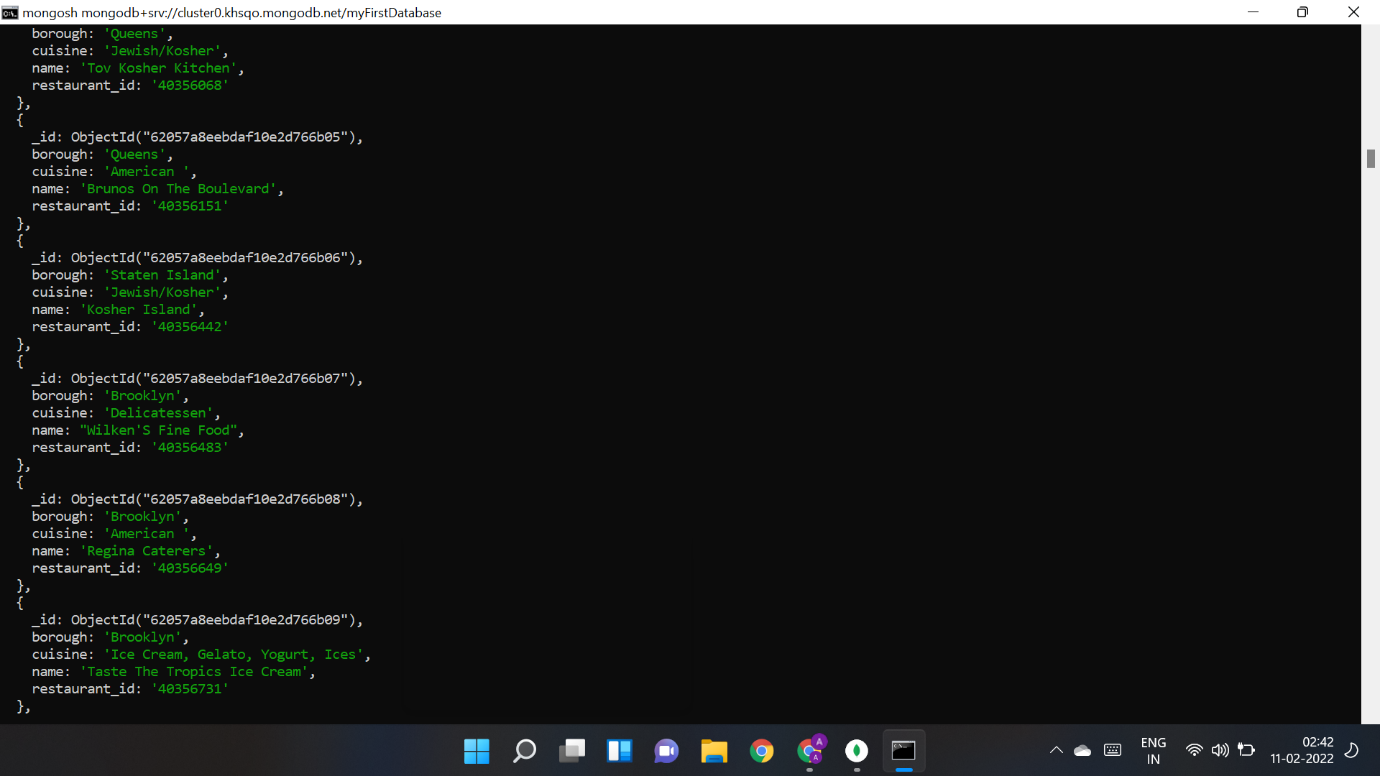 mongosh mongodb+srv://cluster0.khsqo.mongodb.net/myFirstDatabase
borough: 'Queens',
cuisine: 'Jewish/Kosher',
name: 'Tov Kosher Kitchen',
restaurant_id: '40356068'
},
{
_id: ObjectId("62057a8eebdaf10e2d766b05"),
borough: 'Queens',
cuisine: 'American ',
name: 'Brunos On The Boulevard',
restaurant_id: '40356151'
},
{
_id: ObjectId("62057a8eebdaf10e2d766b06"),
borough: 'Staten Island',
cuisine: 'Jewish/Kosher',
name: 'Kosher Island',
restaurant_id: '40356442'
},
{
_id: ObjectId("62057a8eebdaf10e2d766b07"),
borough: 'Brooklyn',
cuisine: 'Delicatessen',
name: "Wilken'S Fine Food",
restaurant_id: '40356483'
},
{
_id: ObjectId("62057a8eebdaf10e2d766b08"),
borough: 'Brooklyn',
cuisine: 'American ',
name: 'Regina Caterers',
restaurant_id: '40356649'
},
{
_id: ObjectId("62057a8eebdaf10e2d766b09"),
borough: 'Brooklyn',
cuisine: 'Ice Cream, Gelato, Yogurt, Ices',
name: 'Taste The Tropics Ice Cream',
restaurant_id: '40356731'
},
A
A
ENG
IN
02:42
11-02-2022